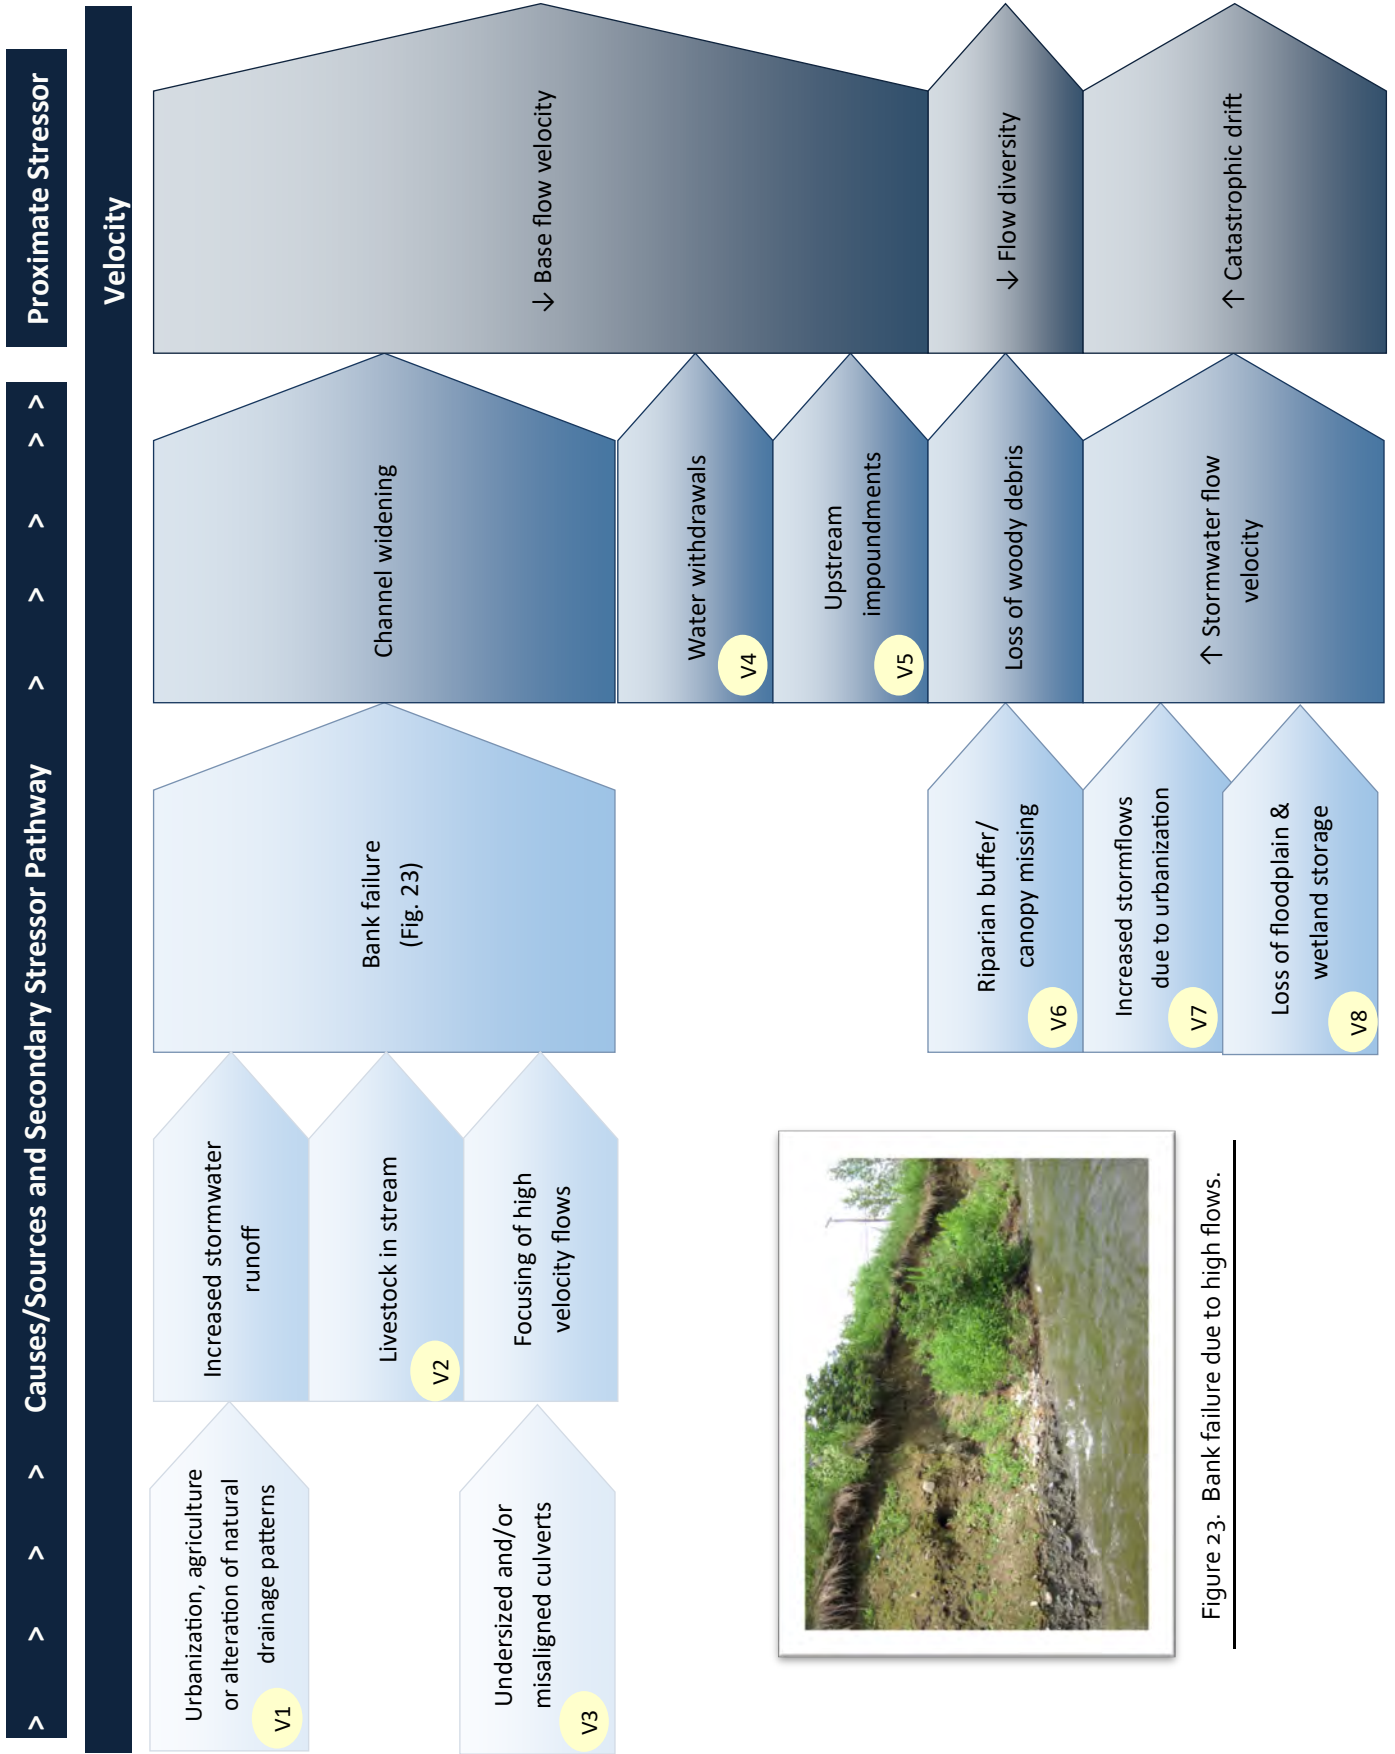 > > > > Causes/Sources and Secondary Stressor Pathway > > > > >
Proximate Stressor
Velocity
Urbanization, agriculture
or alteration of natural
drainage patterns
V1
Increased stormwater
runoff
Livestock in stream
V2
Undersized and/or
misaligned culverts
V3
Focusing of high
velocity flows
Bank failure
(Fig. 23)
Channel widening
Water withdrawals
V4
Upstream
impoundments
V5
↓ Base flow velocity
Riparian buffer/
canopy missing
V6
Loss of woody debris
↓ Flow diversity
Increased stormflows
due to urbanization
V7
Loss of floodplain &
wetland storage
V8
↑ Stormwater flow
velocity
↑ Catastrophic drift
Figure 23. Bank failure due to high flows.